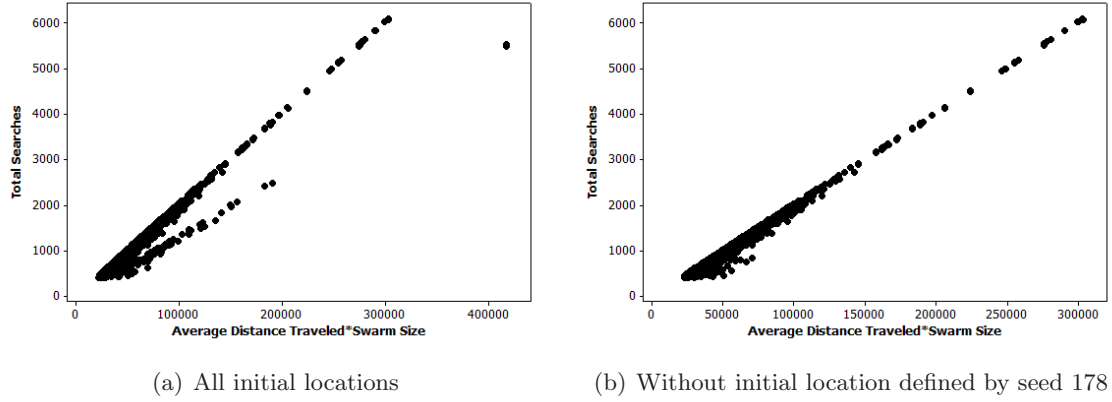 6000
5000
4000
3000
2000
1000
0
Total Searches
0 100000 200000 300000 400000
Average Distance Traveled*Swarm Size
(a) All initial locations
6000
5000
4000
3000
2000
1000
0
Total Searches
0 50000 100000 150000 200000 250000 300000
Average Distance Traveled*Swarm Size
(b) Without initial location defined by seed 178